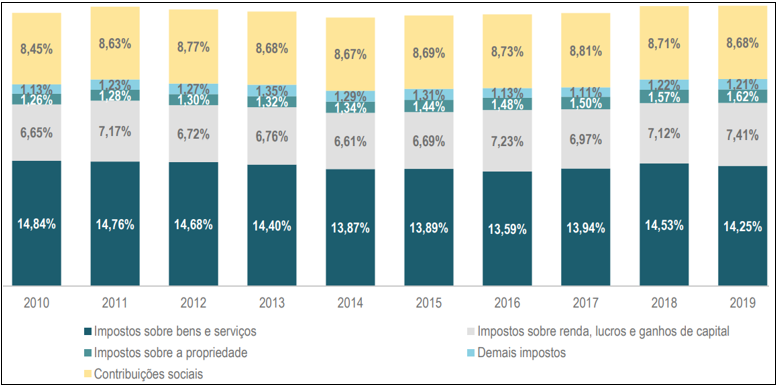 8,45% 8,63% 8,77% 8,68% 8,67% 8,69% 8,73% 8,81% 8,71% 8,68%
1,13% 1,23% 1,27% 1,35% 1,29% 1,31% 1,13% 1,11% 1,22% 1,21%
1,26% 1,28% 1,30% 1,32% 1,34% 1,44% 1,48% 1,50% 1,57% 1,62%
6,65% 7,17% 6,72% 6,76% 6,61% 6,69% 7,23% 6,97% 7,12% 7,41%
14,84% 14,76% 14,68% 14,40% 13,87% 13,89% 13,59% 13,94% 14,53% 14,25%
2010 2011 2012 2013 2014 2015 2016 2017 2018 2019
Impostos sobre bens e serviços Impostos sobre renda, lucros e ganhos de capital
Impostos sobre a propriedade Demais impostos
Contribuições sociais